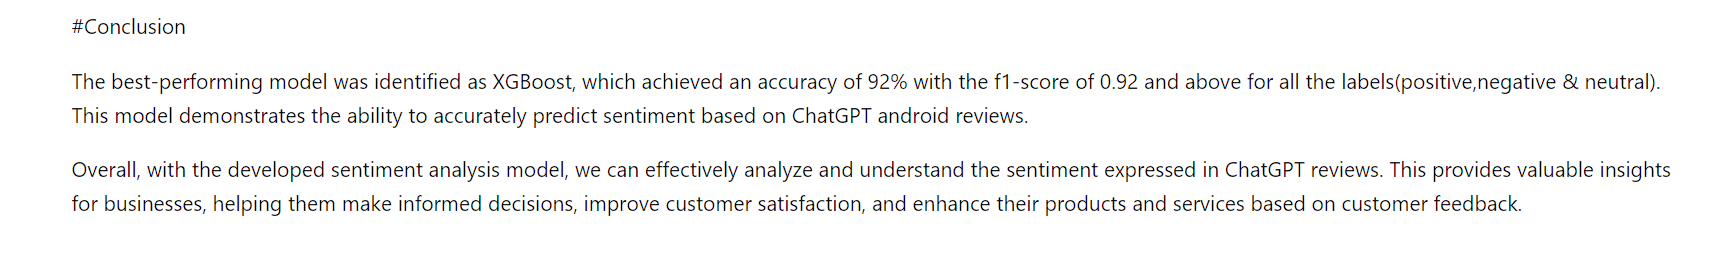 #Conclusion
The best-performing model was identified as XGBoost, which achieved an accuracy of 92% with the f1-score of 0.92 and above for all the labels(positive,negative & neutral).
This model demonstrates the ability to accurately predict sentiment based on ChatGPT android reviews.
Overall, with the developed sentiment analysis model, we can effectively analyze and understand the sentiment expressed in ChatGPT reviews. This provides valuable insights
for businesses, helping them make informed decisions, improve customer satisfaction, and enhance their products and services based on customer feedback.